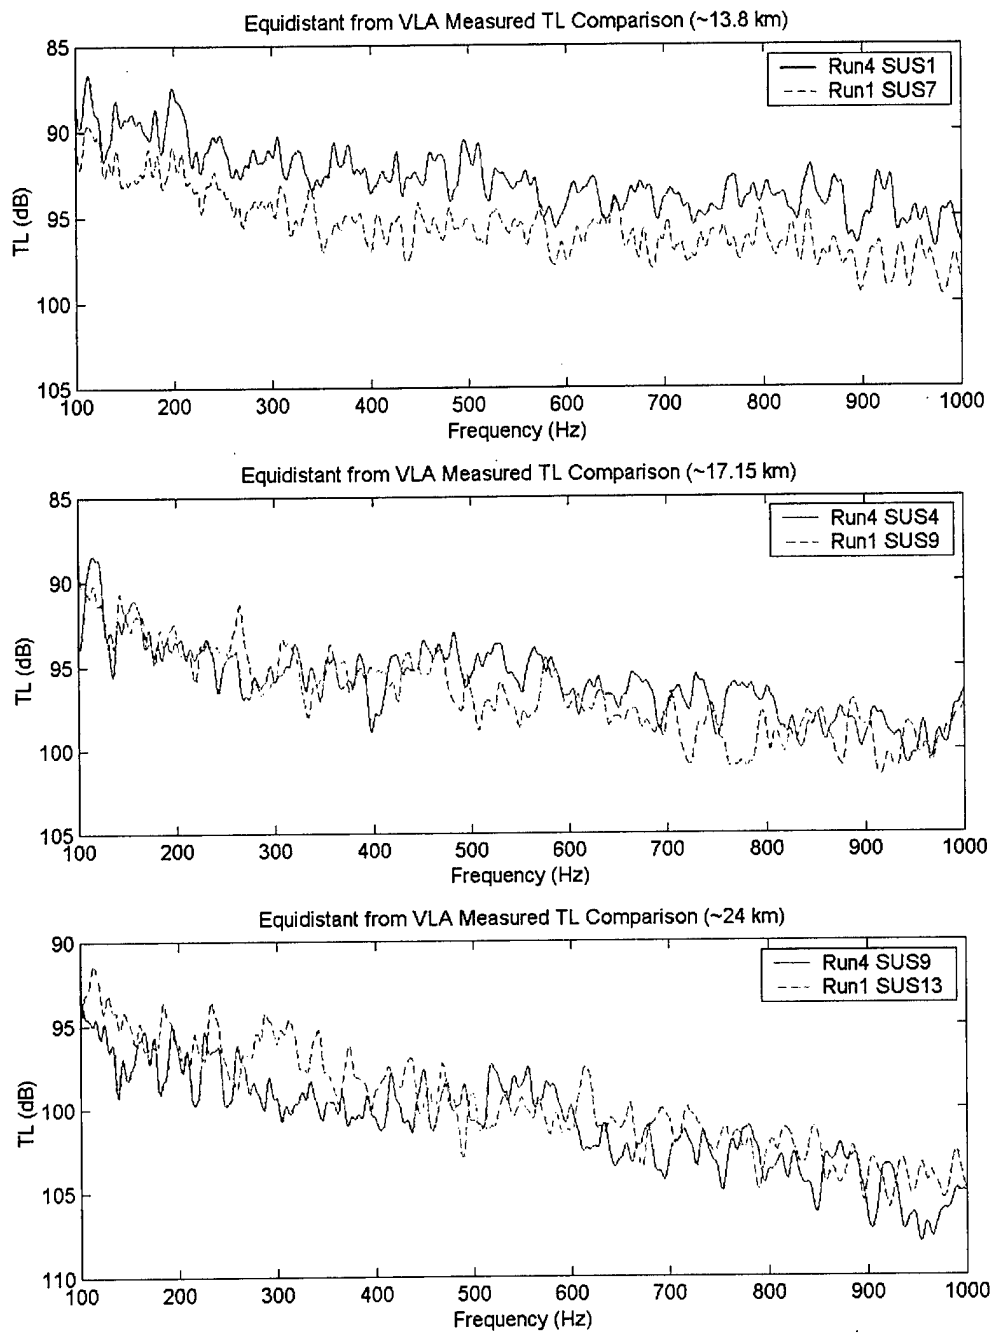 Equidistant from VLA Measured TL Comparison (~13.8 km)
85
90
95
100
105
TL (dB)
Run4 SUS1
Run1 SUS7
100 200 300 400 500 600 700 800 900 1000
Frequency (Hz)
Equidistant from VLA Measured TL Comparison (~17.15 km)
85
90
95
100
105
TL (dB)
Run4 SUS4
Run1 SUS9
100 200 300 400 500 600 700 800 900 1000
Frequency (Hz)
Equidistant from VLA Measured TL Comparison (~24 km)
90
95
100
105
110
TL (dB)
Run4 SUS9
Run1 SUS13
100 200 300 400 500 600 700 800 900 1000
Frequency (Hz)